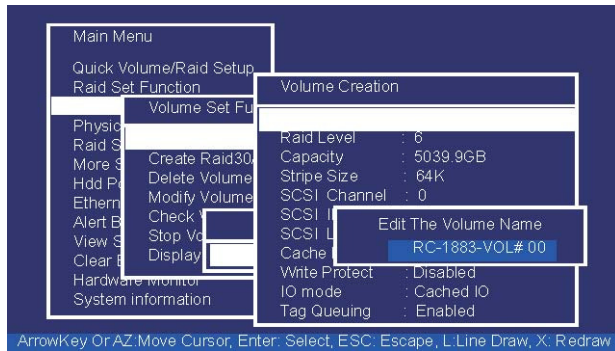 Main Menu
Quick Volume/Raid Setup
Raid Set Function
Physic
Raid S
More S
Hdd P
Ethern
Alert B
View S
Clear E
Hardware Monitor
System information
Volume Set Fu
Create Raid30
Delete Volume
Modify Volume
Check
Stop Vo
Display
Volume Creation
Raid Level : 6
Capacity : 5039.9GB
Stripe Size : 64K
SCSI Channel : 0
SCSI I
SCSI L
Cache
Write Protect : Disabled
IO mode : Cached IO
Tag Queuing : Enabled
Edit The Volume Name
RC-1883-VOL# 00
ArrowKey Or AZ:Move Cursor, Enter: Select, ESC: Escape, L:Line Draw, X: Redraw